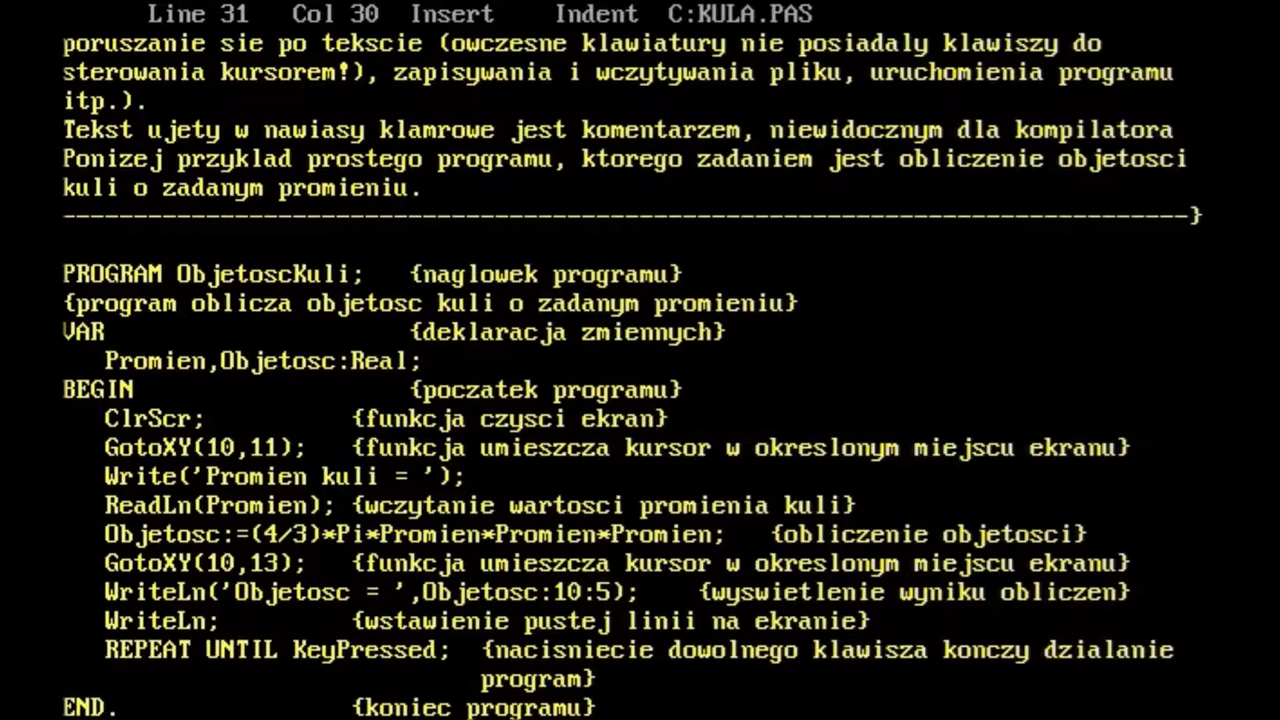 Line 31    Col 30  Insert    Indent  C:KULA.PAS
poruszanie sie po tekscie (owczesne klawiatury nie posiadaly klawiszy do
sterowania kursorem!), zapisywania i wczytywania pliku, uruchomienia programu
itp.).
Tekst ujety w nawiasy klamrowe jest komentarzem, niewidocznym dla kompilatora
Ponizej przyklad prostego programu, ktorego zadaniem jest obliczenie objetosci
kuli o zadanym promieniu.
------------------------------------------------------------------------------}
PROGRAM ObjetoscKuli;   {naglowek programu}
{program oblicza objetosc kuli o zadanym promieniu}
VAR                     {deklaracja zmiennych}
   Promien,Objetosc:Real;
BEGIN                   {poczatek programu}
   ClrScr;          {funkcja czysci ekran}
   GotoXY(10,11);   {funkcja umieszcza kursor w okreslonym miejscu ekranu}
   Write('Promien kuli = ');
   ReadLn(Promien); {wczytanie wartosci promienia kuli}
   Objetosc:=(4/3)*Pi*Promien*Promien*Promien;   {obliczenie objetosci}
   GotoXY(10,13);   {funkcja umieszcza kursor w okreslonym miejscu ekranu}
   WriteLn('Objetosc = ',Objetosc:10:5);    {wyswietlenie wyniku obliczen}
   WriteLn;         {wstawienie pustej linii na ekranie}
   REPEAT UNTIL KeyPressed;  {nacisniecie dowolnego klawisza konczy dzialanie
                             program}
END.                {koniec programu}